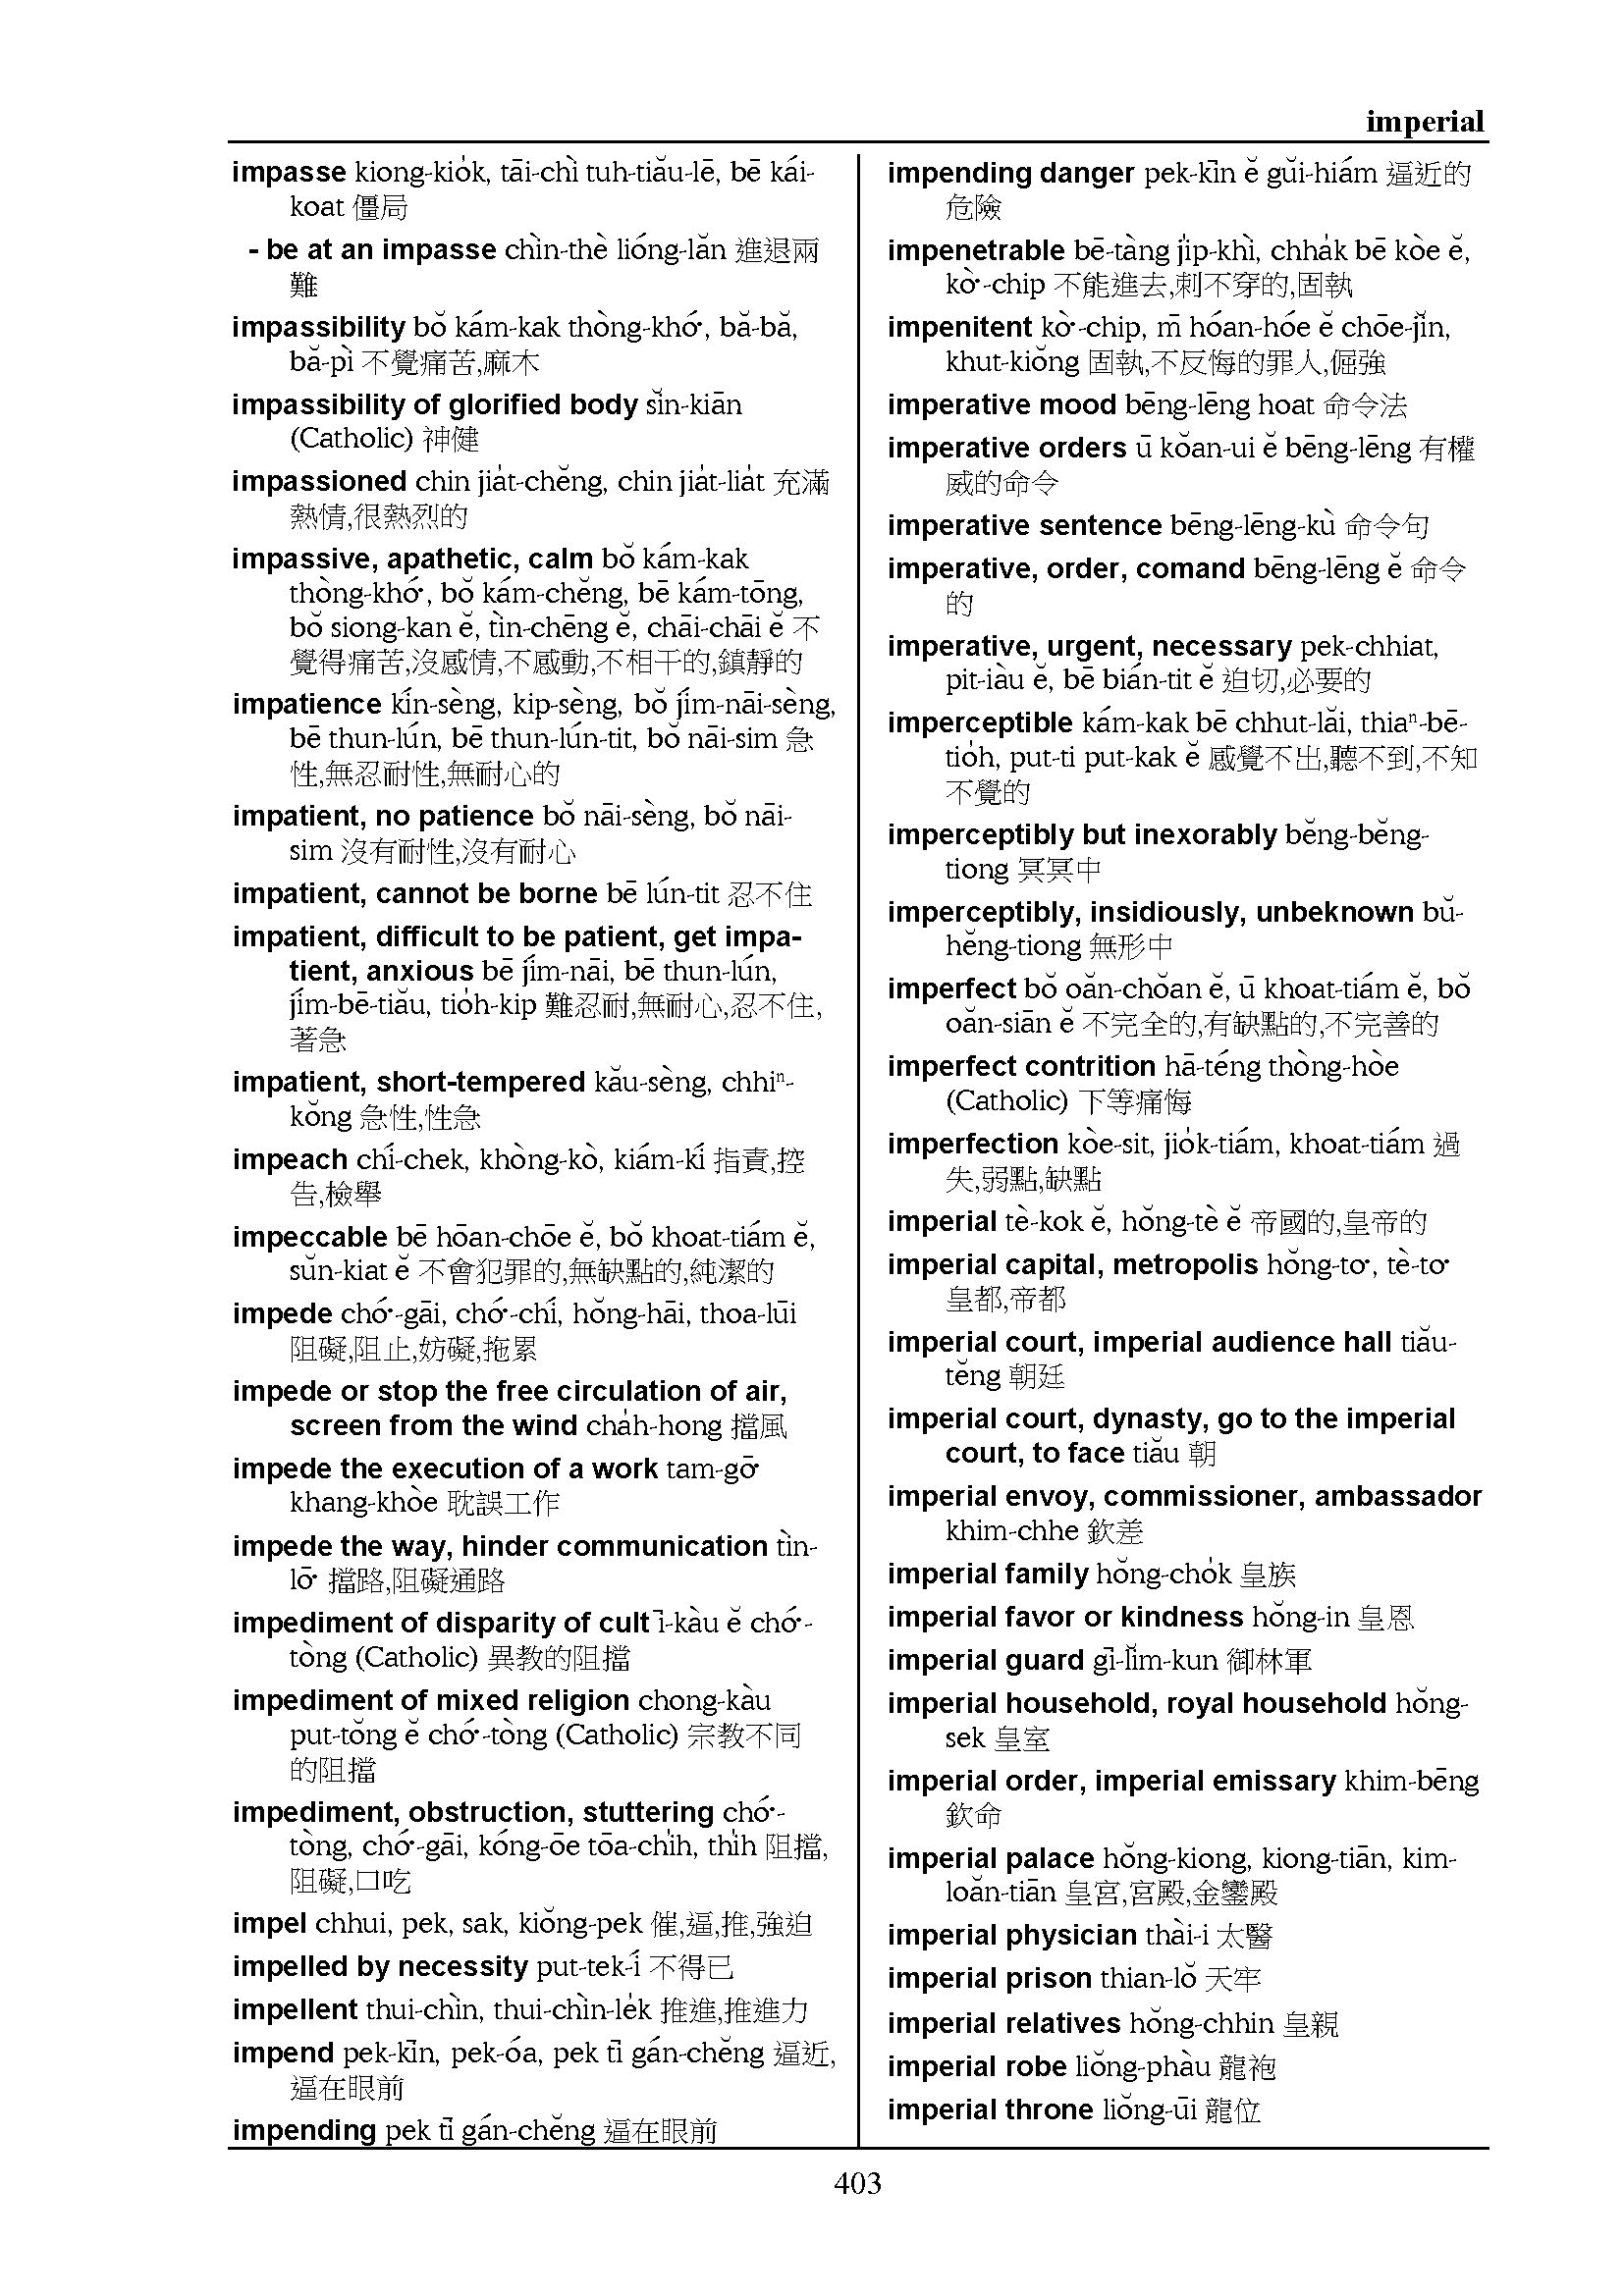 imperial
impasse kiong-kio̍k, tāi-chì tuh-tiău-lē, bē kái-
koat 僵局
- be at an impasse chìn-thè lióng-lăn 進退兩
難
impassibility bŏ kám-kak thòng-khó͘, bă-bă,
bă-pì 不覺痛苦,麻木
impassibility of glorified body sĭn-kiān
(Catholic) 神健
impassioned chin jia̍t-chĕng, chin jia̍t-lia̍t 充滿
熱情,很熱烈的
impassive, apathetic, calm bŏ kám-kak
thòng-khó͘, bŏ kám-chĕng, bē kám-tōng,
bŏ siong-kan ĕ, tìn-chēng ĕ, chāi-chāi ĕ 不
覺得痛苦,沒感情,不感動,不相干的,鎮靜的
impatience kín-sèng, kip-sèng, bŏ jím-nāi-sèng,
bē thun-lún, bē thun-lún-tit, bŏ nāi-sim 急
性,無忍耐性,無耐心的
impatient, no patience bŏ nāi-sèng, bŏ nāi-
sim 沒有耐性,沒有耐心
impatient, cannot be borne bē lún-tit 忍不住
impatient, difficult to be patient, get impa-
tient, anxious bē jím-nāi, bē thun-lún,
jím-bē-tiău, tio̍h-kip 難忍耐,無耐心,忍不住,
著急
impatient, short-tempered kău-sèng, chhiⁿ-
kŏng 急性,性急
impeach chí-chek, khòng-kò, kiám-kí 指責,控
告,檢舉
impeccable bē hōan-chōe ĕ, bŏ khoat-tiám ĕ,
sŭn-kiat ĕ 不會犯罪的,無缺點的,純潔的
impede chó͘-gāi, chó͘-chí, hŏng-hāi, thoa-lūi
阻礙,阻止,妨礙,拖累
impede or stop the free circulation of air,
screen from the wind cha̍h-hong 擋風
impede the execution of a work tam-gō͘
khang-khòe 耽誤工作
impede the way, hinder communication tìn-
lō͘ 擋路,阻礙通路
impediment of disparity of cult ī-kàu ĕ chó͘-
tòng (Catholic) 異教的阻擋
impediment of mixed religion chong-kàu
put-tŏng ĕ chó͘-tòng (Catholic) 宗教不同
的阻擋
impediment, obstruction, stuttering chó͘-
tòng, chó͘-gāi, kóng-ōe tōa-chi̍h, thi̍h 阻擋,
阻礙,口吃
impel chhui, pek, sak, kiŏng-pek 催,逼,推,強迫
impelled by necessity put-tek-í 不得已
impellent thui-chìn, thui-chìn-le̍k 推進,推進力
impend pek-kīn, pek-óa, pek tī gán-chĕng 逼近,
逼在眼前
impending pek tī gán-chĕng 逼在眼前
impending danger pek-kīn ĕ gŭi-hiám 逼近的
危險
impenetrable bē-tàng ji̍p-khì, chha̍k bē kòe ĕ,
kò͘-chip 不能進去,刺不穿的,固執
impenitent kò͘-chip, m̄ hóan-hóe ĕ chōe-jĭn,
khut-kiŏng 固執,不反悔的罪人,倔強
imperative mood bēng-lēng hoat 命令法
imperative orders ū kŏan-ui ĕ bēng-lēng 有權
威的命令
imperative sentence bēng-lēng-kù 命令句
imperative, order, comand bēng-lēng ĕ 命令
的
imperative, urgent, necessary pek-chhiat,
pit-iàu ĕ, bē bián-tit ĕ 迫切,必要的
imperceptible kám-kak bē chhut-lăi, thiaⁿ-bē-
tio̍h, put-ti put-kak ĕ 感覺不出,聽不到,不知
不覺的
imperceptibly but inexorably bĕng-bĕng-
tiong 冥冥中
imperceptibly, insidiously, unbeknown bŭ-
hĕng-tiong 無形中
imperfect bŏ oăn-chŏan ĕ, ū khoat-tiám ĕ, bŏ
oăn-siān ĕ 不完全的,有缺點的,不完善的
imperfect contrition hā-téng thòng-hòe
(Catholic) 下等痛悔
imperfection kòe-sit, jio̍k-tiám, khoat-tiám 過
失,弱點,缺點
imperial tè-kok ĕ, hŏng-tè ĕ 帝國的,皇帝的
imperial capital, metropolis hŏng-to͘, tè-to͘
皇都,帝都
imperial court, imperial audience hall tiău-
tĕng 朝廷
imperial court, dynasty, go to the imperial
court, to face tiău 朝
imperial envoy, commissioner, ambassador
khim-chhe 欽差
imperial family hŏng-cho̍k 皇族
imperial favor or kindness hŏng-in 皇恩
imperial guard gī-lĭm-kun 御林軍
imperial household, royal household hŏng-
sek 皇室
imperial order, imperial emissary khim-bēng
欽命
imperial palace hŏng-kiong, kiong-tiān, kim-
loăn-tiān 皇宮,宮殿,金鑾殿
imperial physician thài-i 太醫
imperial prison thian-lŏ 天牢
imperial relatives hŏng-chhin 皇親
imperial robe liŏng-phàu 龍袍
imperial throne liŏng-ūi 龍位
403